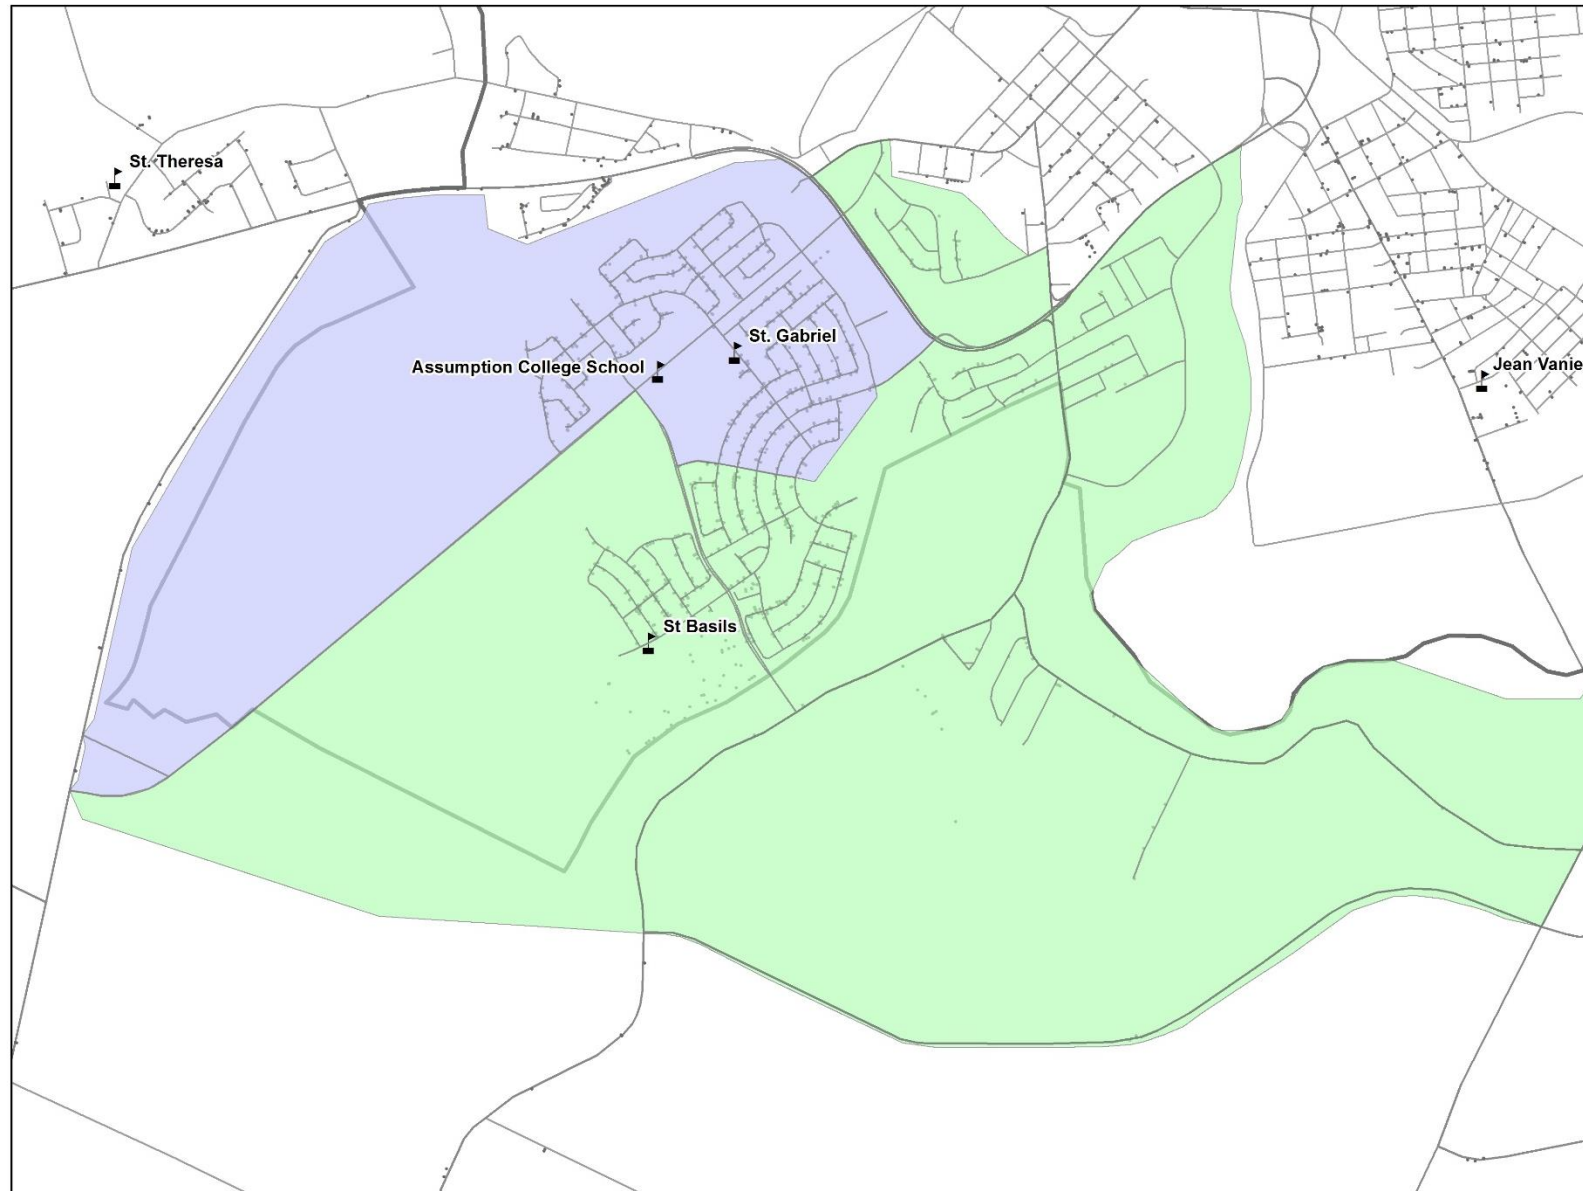 St. Theresa
St. Gabriel
Assumption College School
Jean Vanie
St Basils